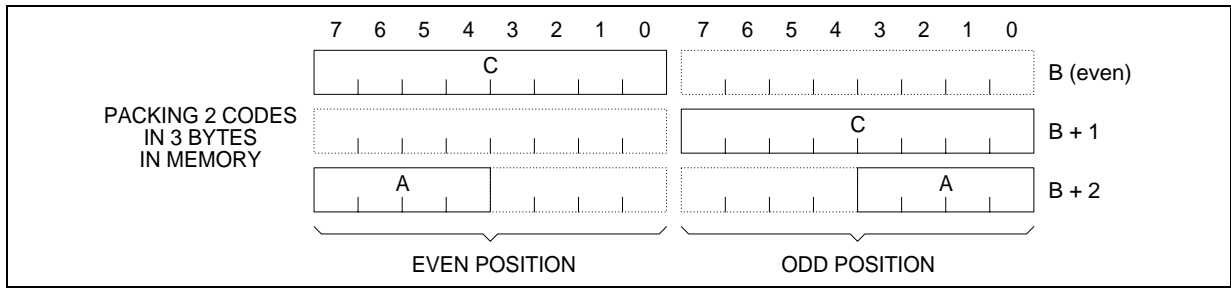 7 6 5 4 3 2 1 0 7 6 5 4 3 2 1 0
C B (even)
PACKING 2 CODES
IN 3 BYTES
IN MEMORY
C B + 1
A A B + 2
EVEN POSITION ODD POSITION